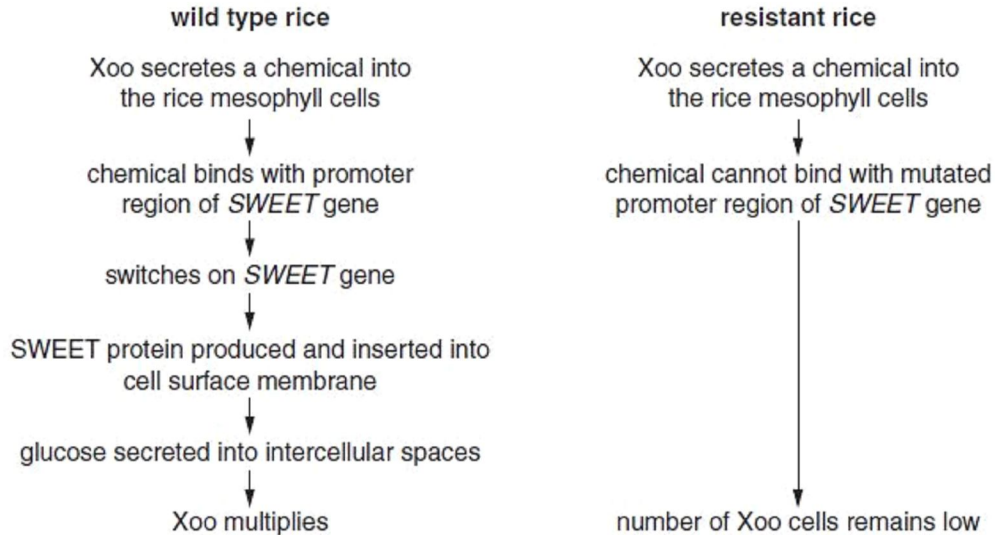 wild type rice
Xoo secretes a chemical into
the rice mesophyll cells
chemical binds with promoter
region of SWEET gene
switches on SWEET gene
SWEET protein produced and inserted into
cell surface membrane
glucose secreted into intercellular spaces
Xoo multiplies
resistant rice
Xoo secretes a chemical into
the rice mesophyll cells
chemical cannot bind with mutated
promoter region of SWEET gene
number of Xoo cells remains low